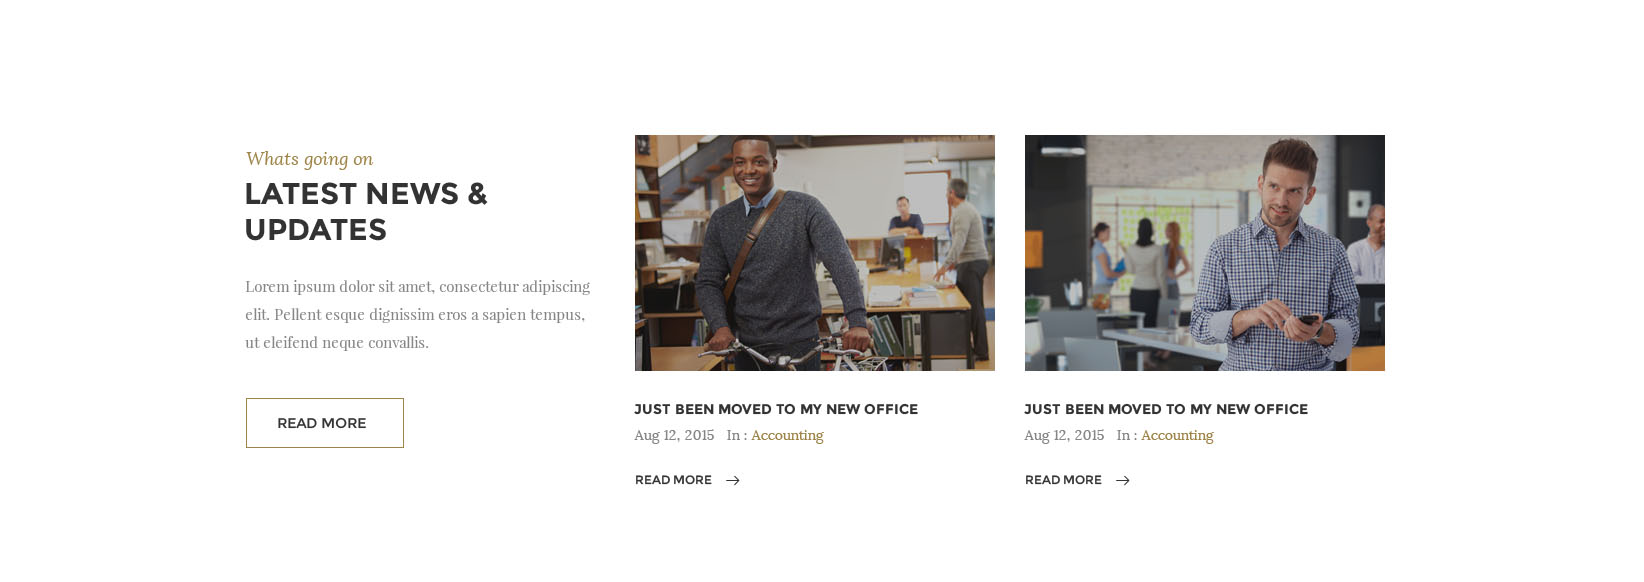 Whats going on
LATEST NEWS &
UPDATES
Lorem ipsum dolor sit amet, consectetur adipiscing
elit. Pellent esque dignissim eros a sapien tempus,
ut eleifend neque convallis.
READ MORE
JUST BEEN MOVED TO MY NEW OFFICE
Aug 12, 2015 In : Accounting
READ MORE
JUST BEEN MOVED TO MY NEW OFFICE
Aug 12, 2015 In : Accounting
READ MORE